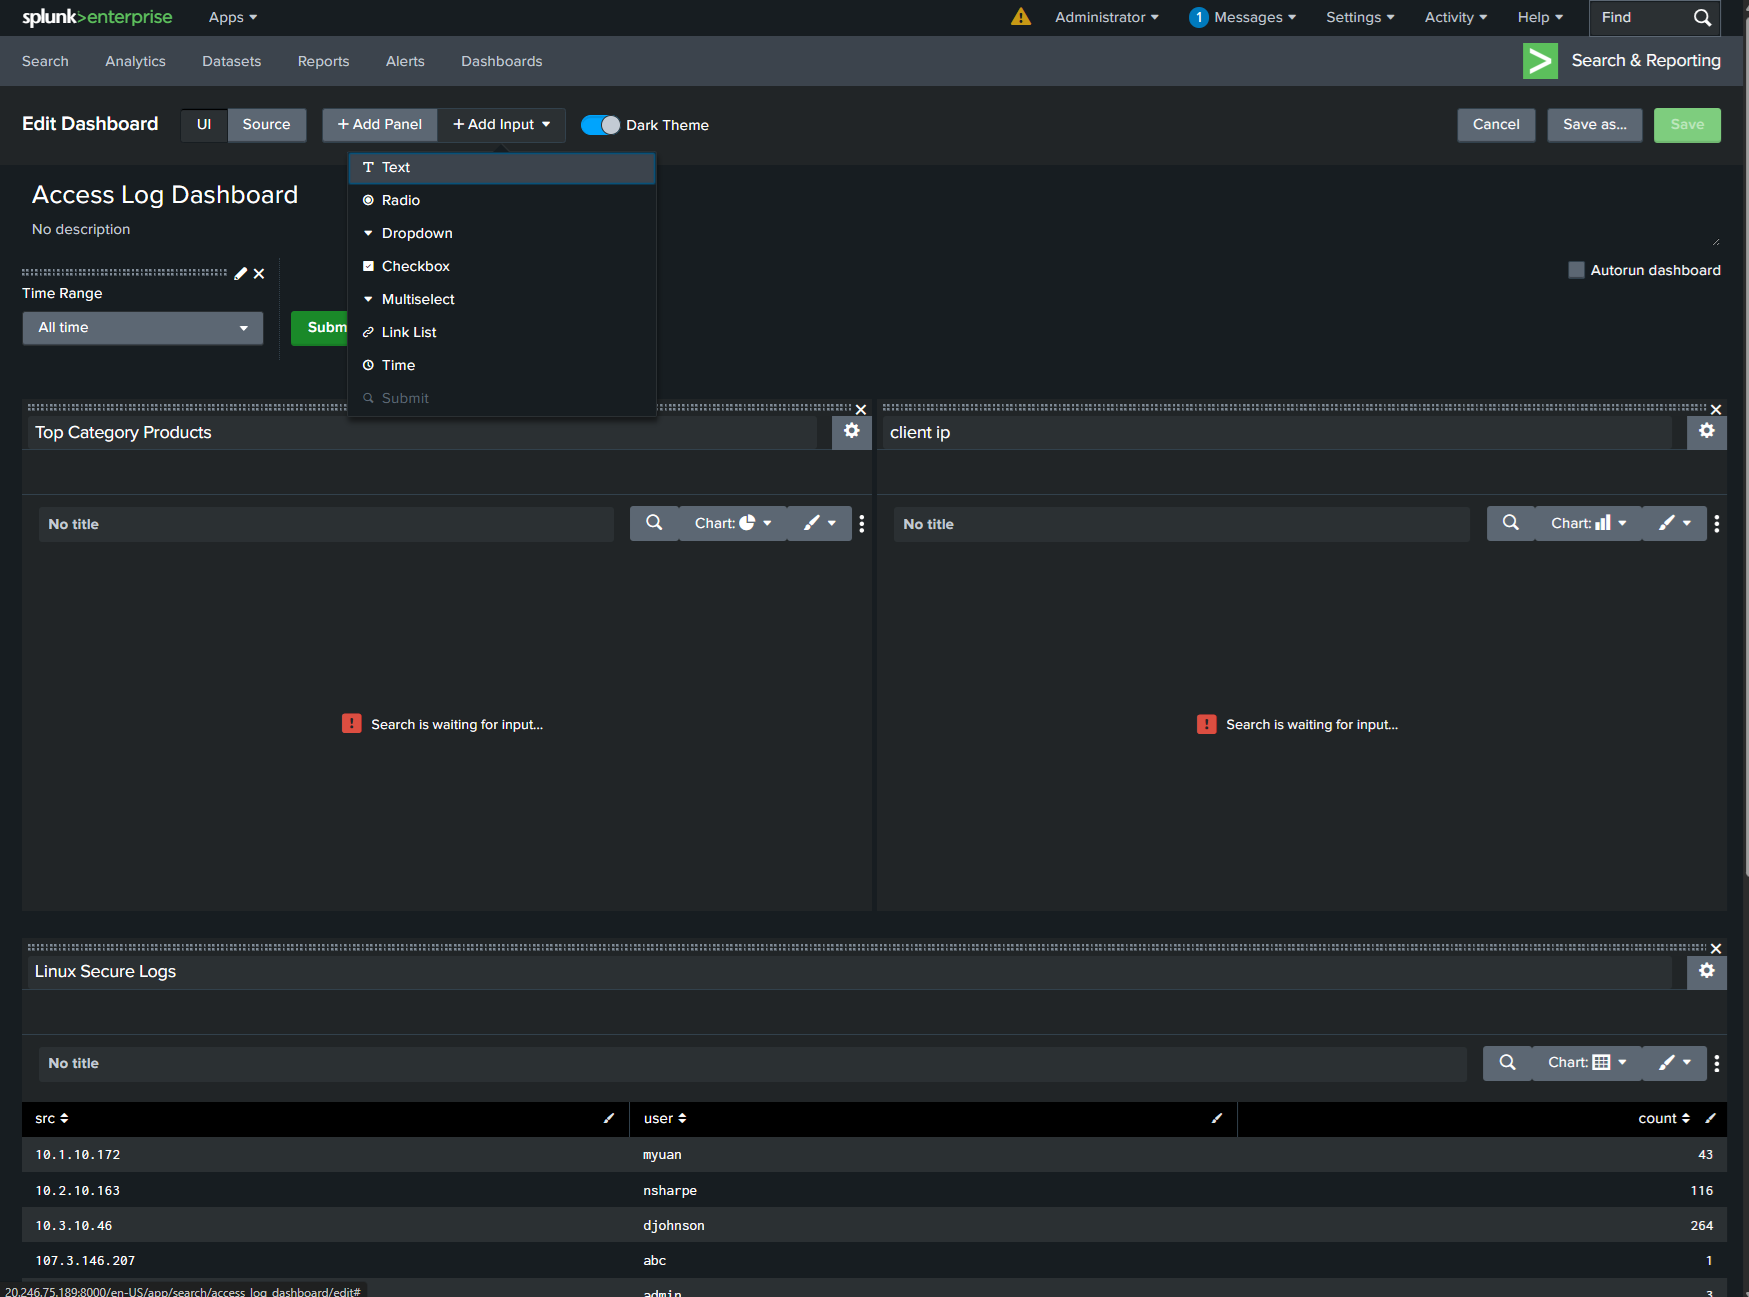 splunk>enterprise Apps Administrator 1 Messages Settings Activity Help Find
Search Analytics Datasets Reports Alerts Dashboards Search & Reporting
Edit Dashboard UI Source + Add Panel + Add Input Dark Theme Cancel Save as... Save
Text
Radio
Dropdown
Checkbox
Multiselect
Link List
Time
Submit
Access Log Dashboard
No description
Autorun dashboard
Time Range
All time
Subm
Top Category Products
No title Chart:
Search is waiting for input...
client ip
No title Chart:
Search is waiting for input...
Linux Secure Logs
No title Chart:
src user count
10.1.10.172 myuan 43
10.2.10.163 nsharpe 116
10.3.10.46 djohnson 264
107.3.146.207 abc 1
admin 3
20.246.75.189:8000/en-US/app/search/access_log_dashboard/edit#